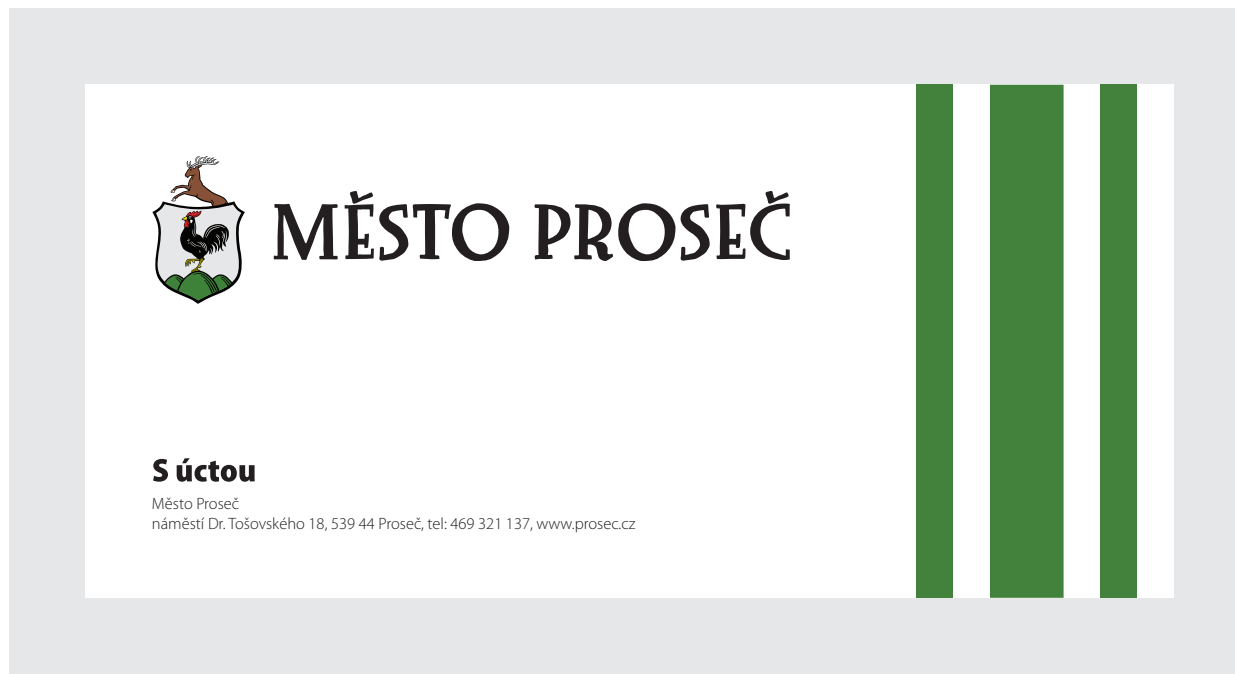 MĚSTO PROSEČ
S úctou
Město Proseč
náměstí Dr. Tošovského 18, 539 44 Proseč, tel: 469 321 137, www.prosec.cz